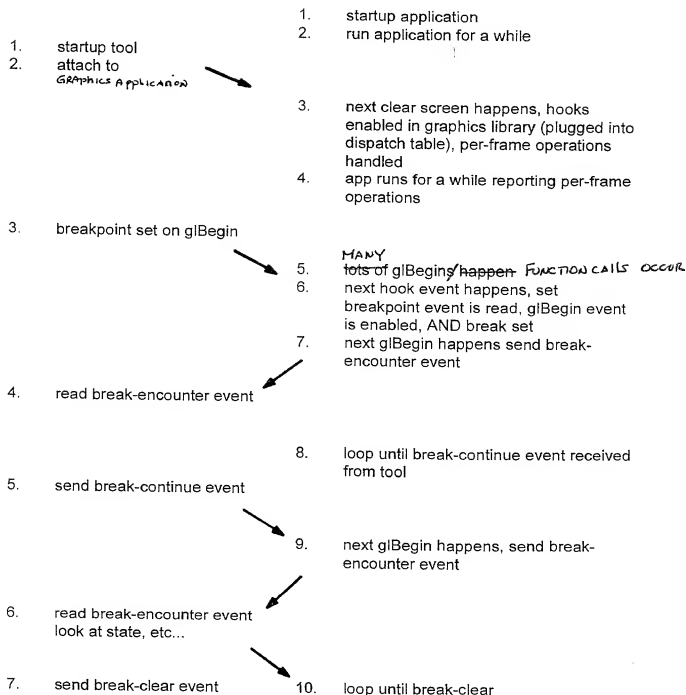 1. startup application
2. run application for a while
1. startup tool
2. attach to
GRAPHICS APPLICATION
3. next clear screen happens, hooks
enabled in graphics library (plugged into
dispatch table), per-frame operations
handled
4. app runs for a while reporting per-frame
operations
3. breakpoint set on glBegin
MANY
5. lots of glBegins/happen FUNCTION CALLS OCCUR
6. next hook event happens, set
breakpoint event is read, glBegin event
is enabled, AND break set
7. next glBegin happens send break-
encounter event
4. read break-encounter event
8. loop until break-continue event received
from tool
5. send break-continue event
9. next glBegin happens, send break-
encounter event
6. read break-encounter event
look at state, etc...
7. send break-clear event
10. loop until break-clear